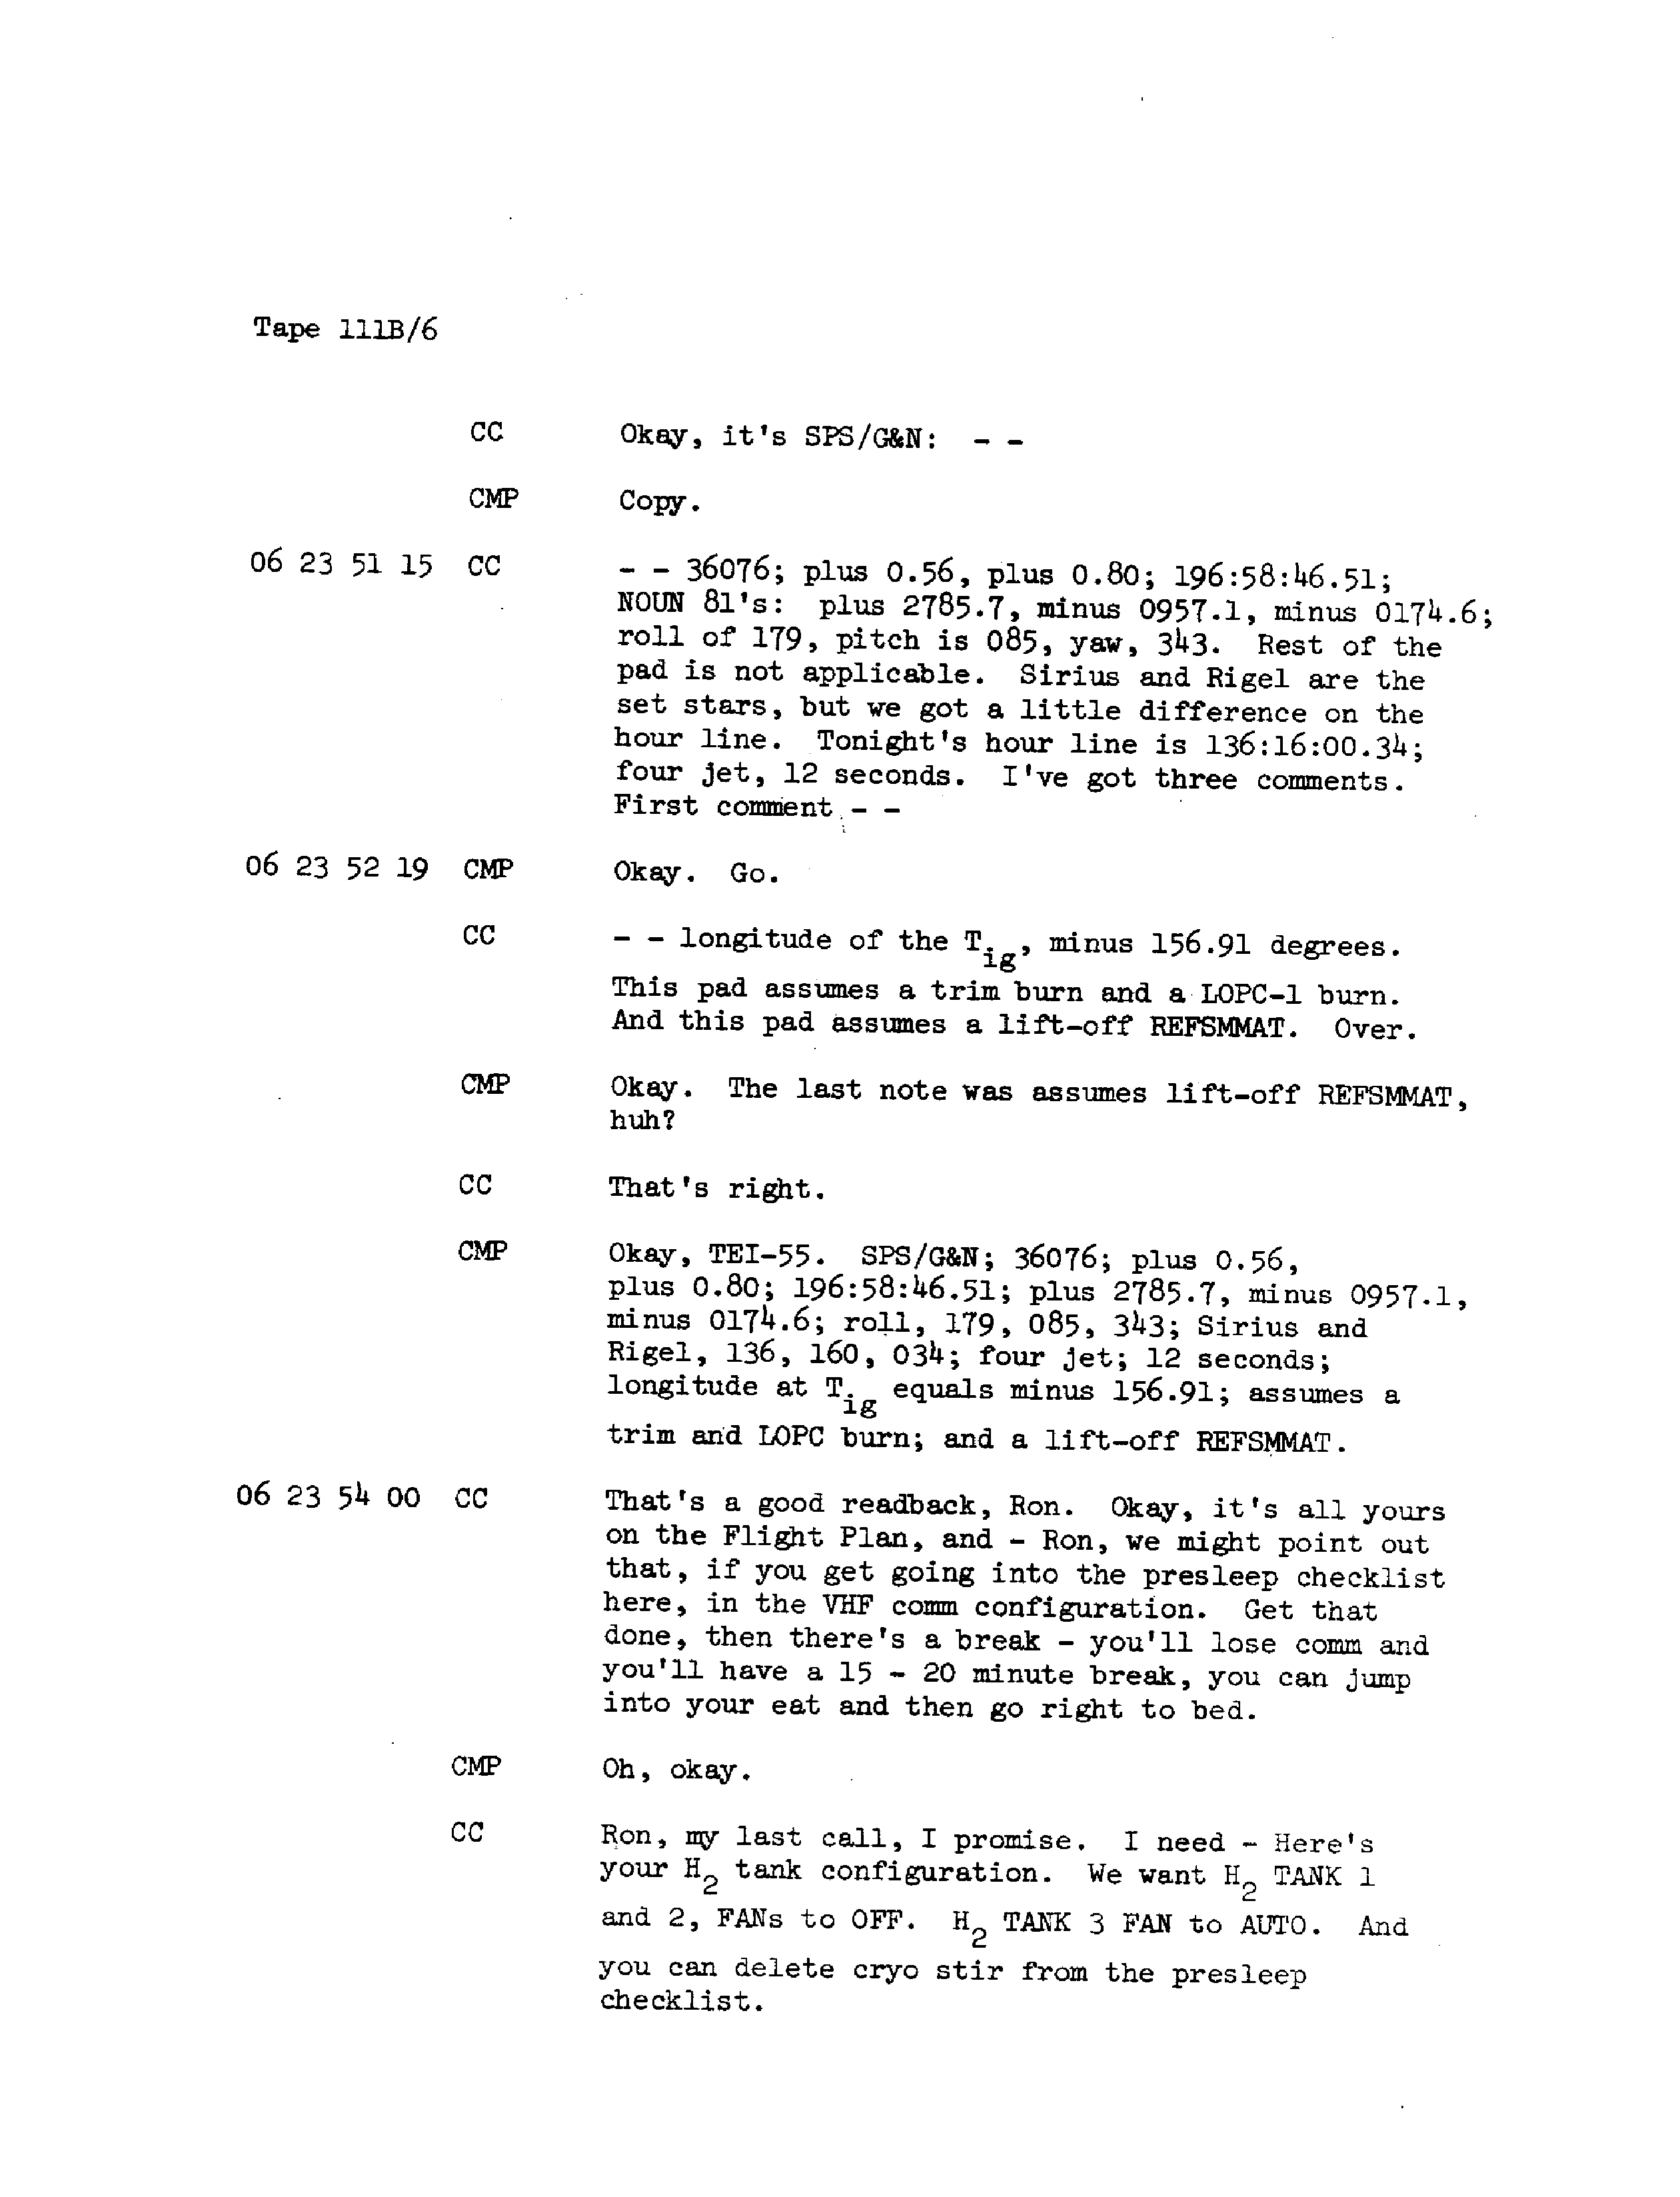 Tape 111B/6
CC Okay, it's SPS/G&N: - -
CMP Copy.
06 23 51 15 CC - - 36076; plus 0.56, plus 0.80; 196:58:46.51;
NOUN 81's: plus 2785.7, minus 0957.1, minus 0174.6;
roll of 179, pitch is 085, yaw, 343. Rest of the
pad is not applicable. Sirius and Rigel are the
set stars, but we got a little difference on the
hour line. Tonight's hour line is 136:16:00.34;
four jet, 12 seconds. I've got three comments.
First comment - -
06 23 52 19 CMP Okay. Go.
CC - - longitude of the Tig, minus 156.91 degrees.
This pad assumes a trim burn and a LOPC-1 burn.
And this pad assumes a lift-off REFSMMAT. Over.
CMP Okay. The last note was assumes lift-off REFSMMAT,
huh?
CC That's right.
CMP Okay, TEI-55. SPS/G&N; 36076; plus 0.56,
plus 0.80; 196:58:46.51; plus 2785.7, minus 0957.1,
minus 0174.6; roll, 179, 085, 343; Sirius and
Rigel, 136, 160, 034; four jet; 12 seconds;
longitude at Tig equals minus 156.91; assumes a
trim and LOPC burn; and a lift-off REFSMMAT.
06 23 54 00 CC That's a good readback, Ron. Okay, it's all yours
on the Flight Plan, and - Ron, we might point out
that, if you get going into the presleep checklist
here, in the VHF comm configuration. Get that
done, then there's a break - you'll lose comm and
you'll have a 15 - 20 minute break, you can jump
into your eat and then go right to bed.
CMP Oh, okay.
CC Ron, my last call, I promise. I need - Here's
your H2 tank configuration. We want H2 TANK 1
and 2, FANs to OFF. H2 TANK 3 FAN to AUTO. And
you can delete cryo stir from the presleep
checklist.